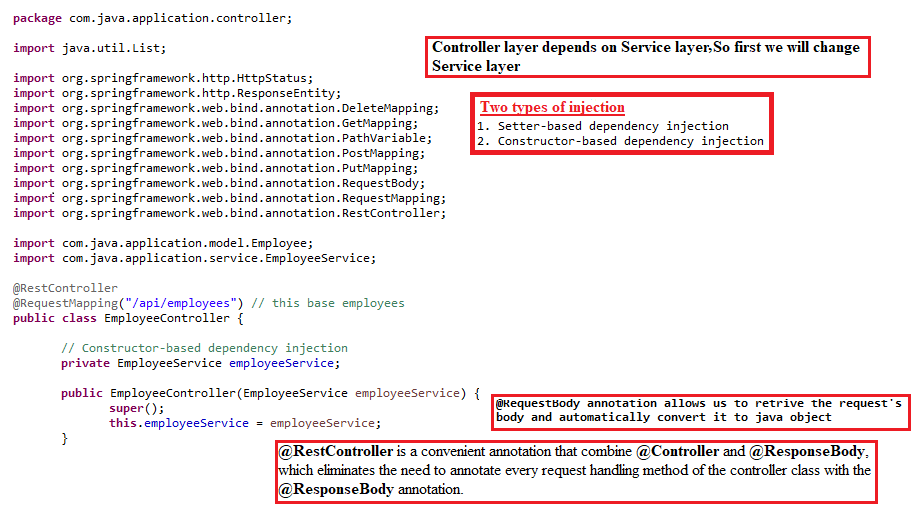 package com.java.application.controller;
import java.util.List;
Controller layer depends on Service layer,So first we will change
Service layer
import org.springframework.http.HttpStatus;
import org.springframework.http.ResponseEntity;
import org.springframework.web.bind.annotation.DeleteMapping;
import org.springframework.web.bind.annotation.GetMapping;
import org.springframework.web.bind.annotation.PathVariable;
import org.springframework.web.bind.annotation.PostMapping;
import org.springframework.web.bind.annotation.PutMapping;
import org.springframework.web.bind.annotation.RequestBody;
import org.springframework.web.bind.annotation.RequestMapping;
import org.springframework.web.bind.annotation.RestController;
Two types of injection
1. Setter-based dependency injection
2. Constructor-based dependency injection
import com.java.application.model.Employee;
import com.java.application.service.EmployeeService;
@RestController
@RequestMapping("/api/employees") // this base employees
public class EmployeeController {
// Constructor-based dependency injection
private EmployeeService employeeService;
public EmployeeController(EmployeeService employeeService) {
super();
this.employeeService = employeeService;
}
@RequestBody annotation allows us to retrive the request's
body and automatically convert it to java object
@RestController is a convenient annotation that combine @Controller and @ResponseBody,
which eliminates the need to annotate every request handling method of the controller class with the
@ResponseBody annotation.